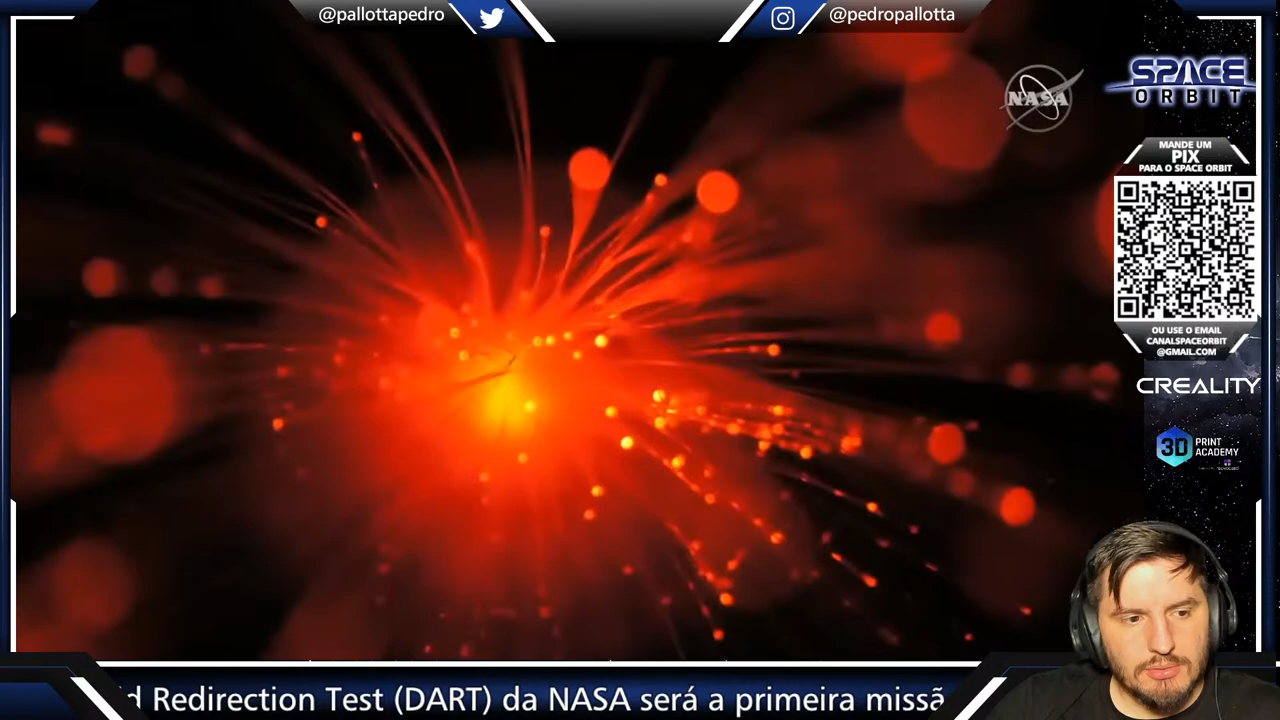 @pallottapedro
@pedropallotta
NASA
SPACE
ORBIT
MANDE UM
PIX
PARA O SPACE ORBIT
OU USE O EMAIL
CANALSPACEORBIT
@GMAIL.COM
CREALITY
3D
PRINT
ACADEMY
d Redirection Test (DART) da NASA será a primeira missã